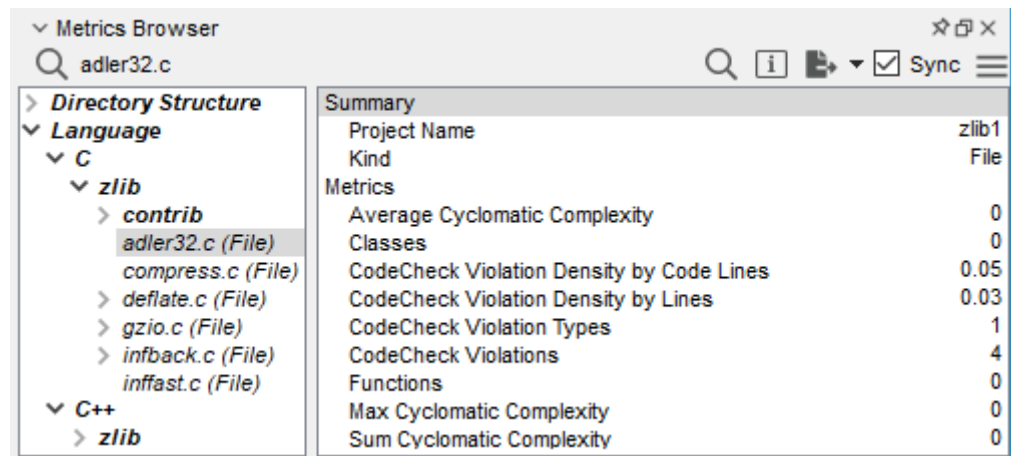 Metrics Browser
adler32.c
Sync
Directory Structure
Language
C
zlib
contrib
adler32.c (File)
compress.c (File)
deflate.c (File)
gzio.c (File)
infback.c (File)
inffast.c (File)
C++
zlib
Summary
Project Name zlib1
Kind File
Metrics
Average Cyclomatic Complexity 0
Classes 0
CodeCheck Violation Density by Code Lines 0.05
CodeCheck Violation Density by Lines 0.03
CodeCheck Violation Types 1
CodeCheck Violations 4
Functions 0
Max Cyclomatic Complexity 0
Sum Cyclomatic Complexity 0